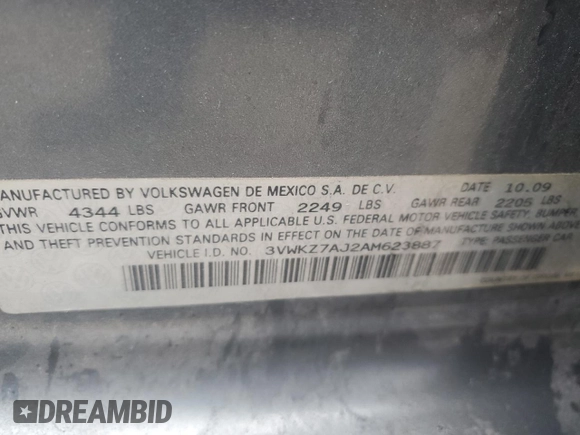 MANUFACTURED BY VOLKSWAGEN DE MEXICO S.A. DE C.V. DATE 10.09
GVWR 4344 LBS GAWR FRONT 2249 LBS GAWR REAR 2205 LBS
THIS VEHICLE CONFORMS TO ALL APPLICABLE U.S. FEDERAL MOTOR VEHICLE SAFETY, BUMPER
AND THEFT PREVENTION STANDARDS IN EFFECT ON THE DATE OF MANUFACTURE SHOWN ABOVE.
VEHICLE I.D. NO. 3VWKZ7AJ2AM623887 TYPE: PASSENGER CAR
DREAMBID